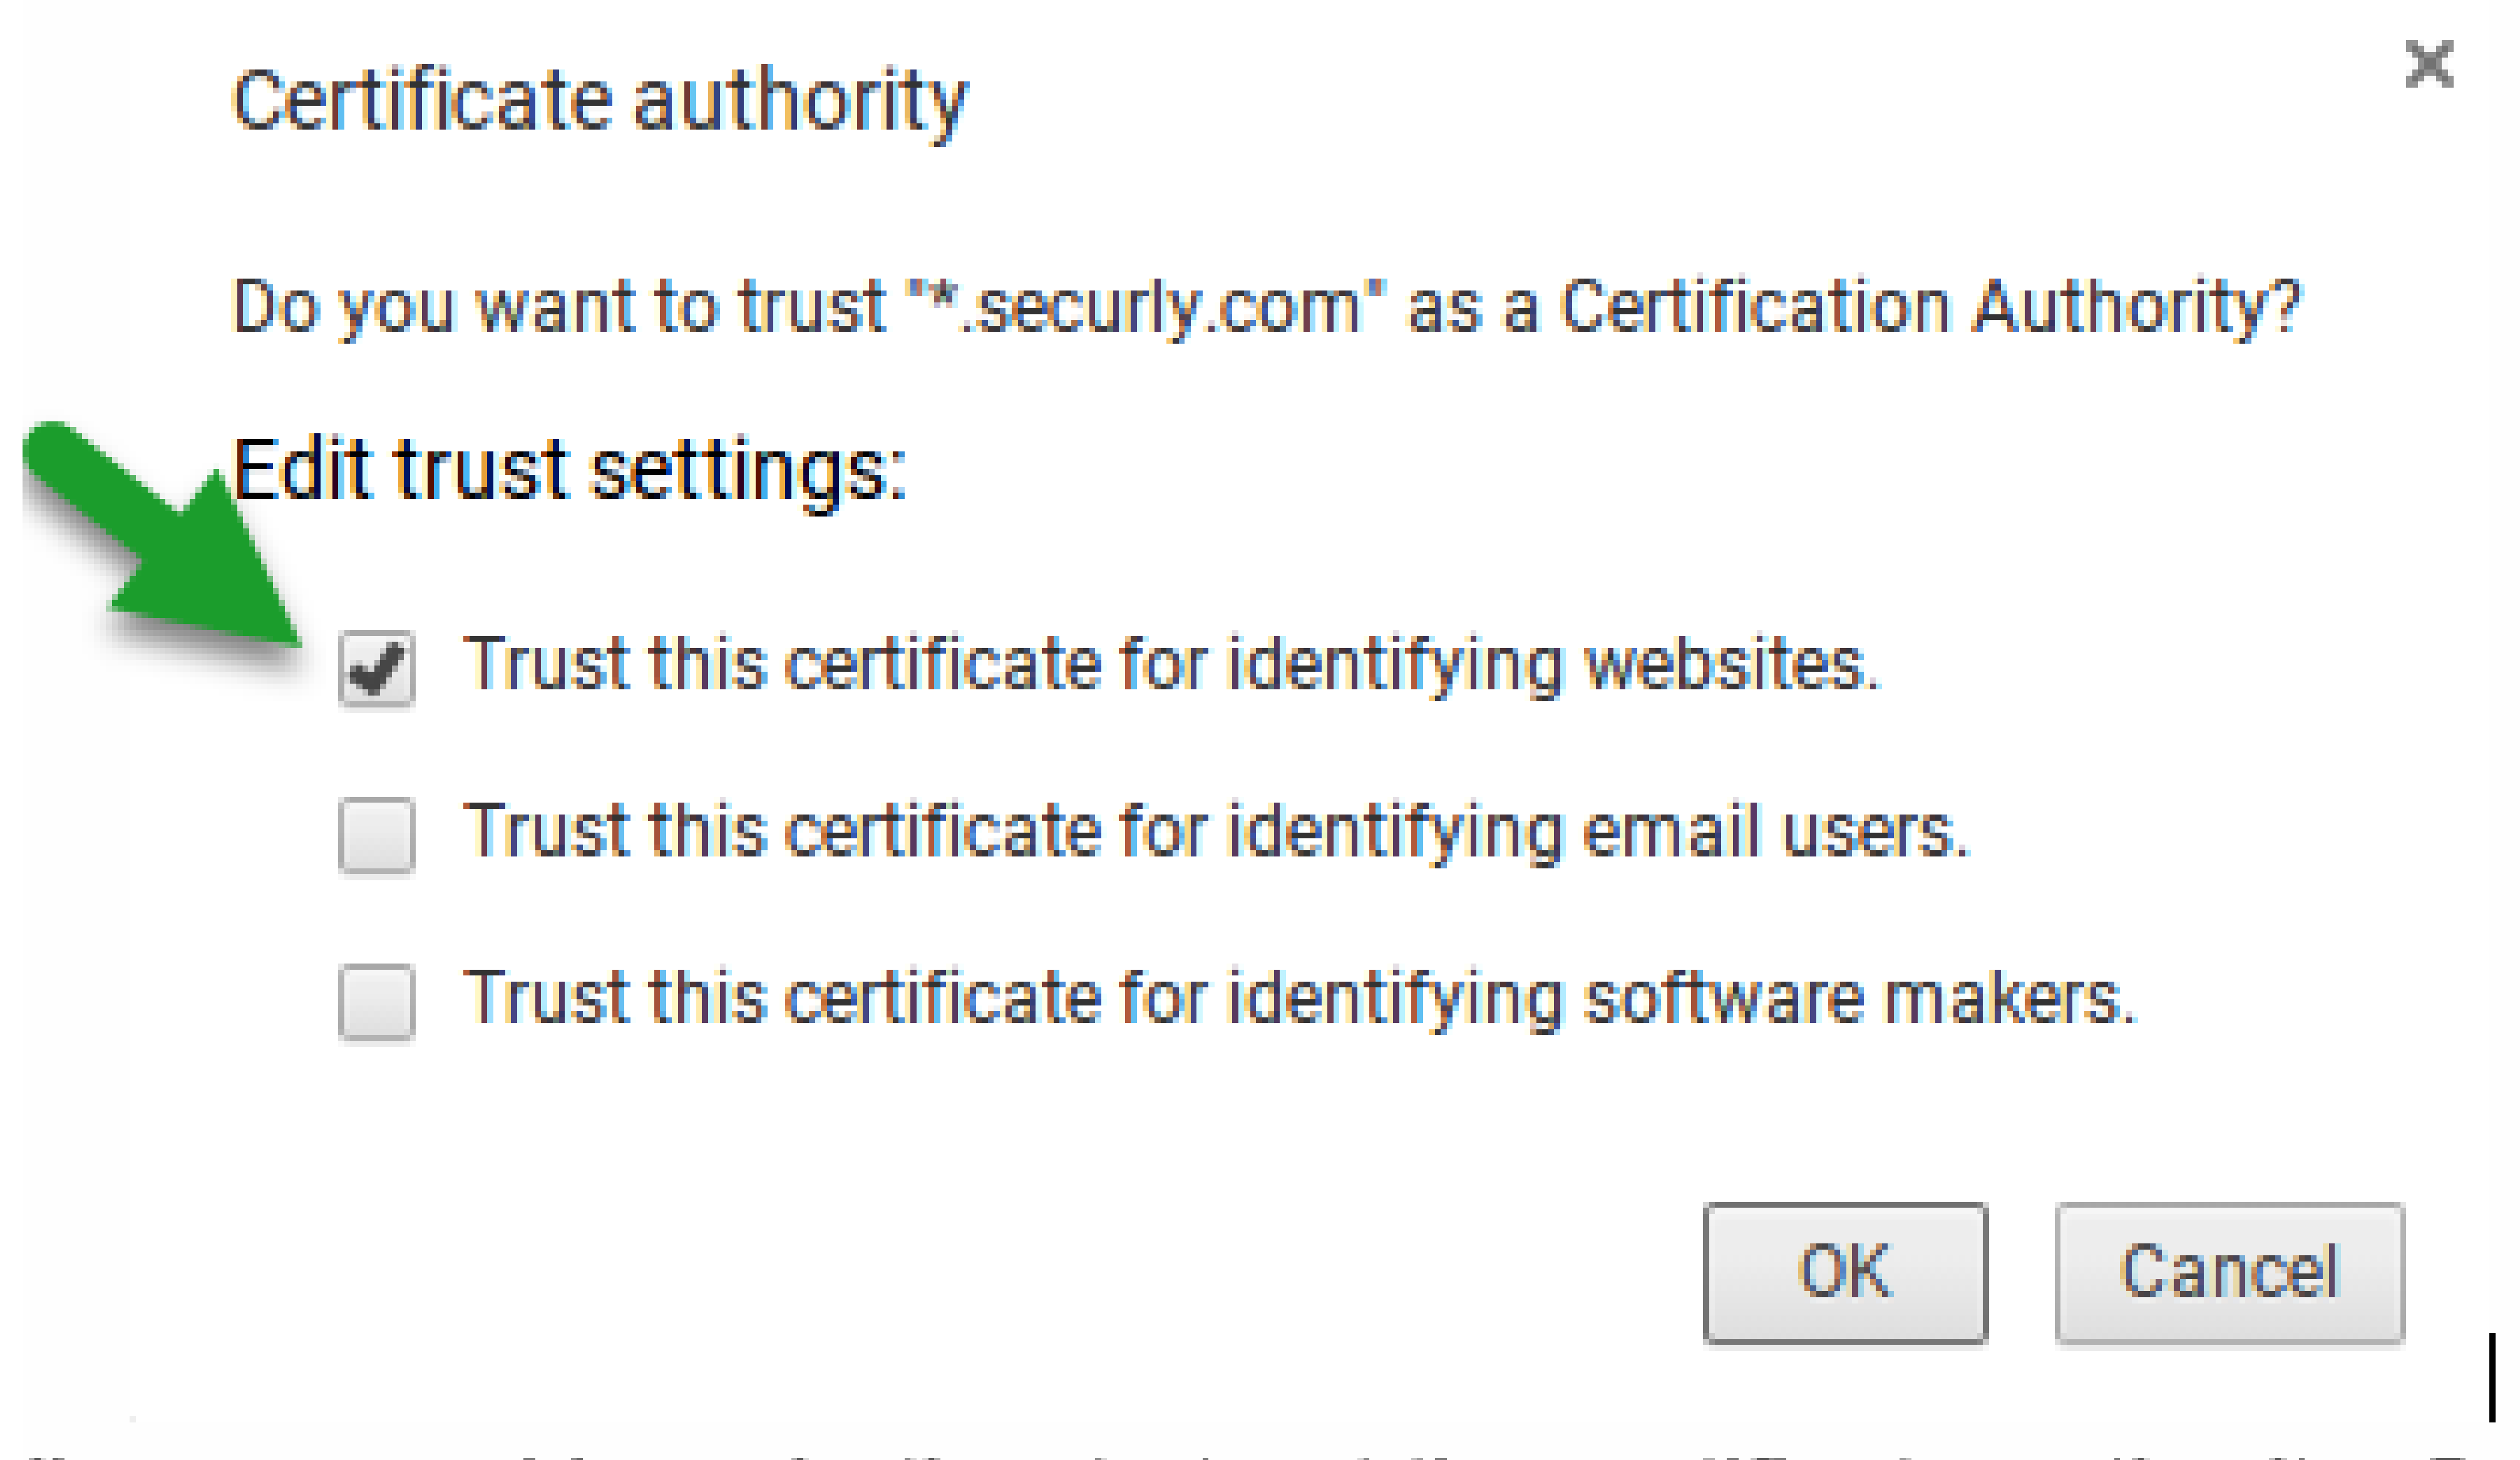 Certificate authority
Do you want to trust "*.securly.com" as a Certification Authority?
Edit trust settings:
Trust this certificate for identifying websites.
Trust this certificate for identifying email users.
Trust this certificate for identifying software makers.
OK
Cancel